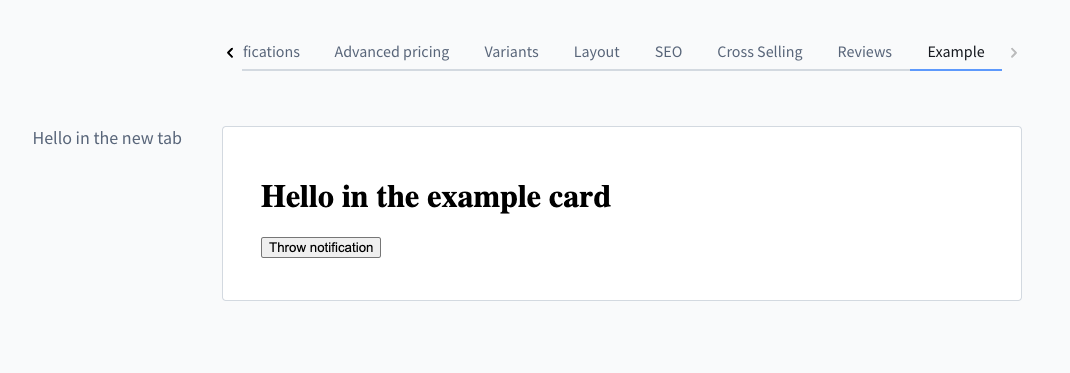 fications Advanced pricing Variants Layout SEO Cross Selling Reviews Example
Hello in the new tab
Hello in the example card
Throw notification